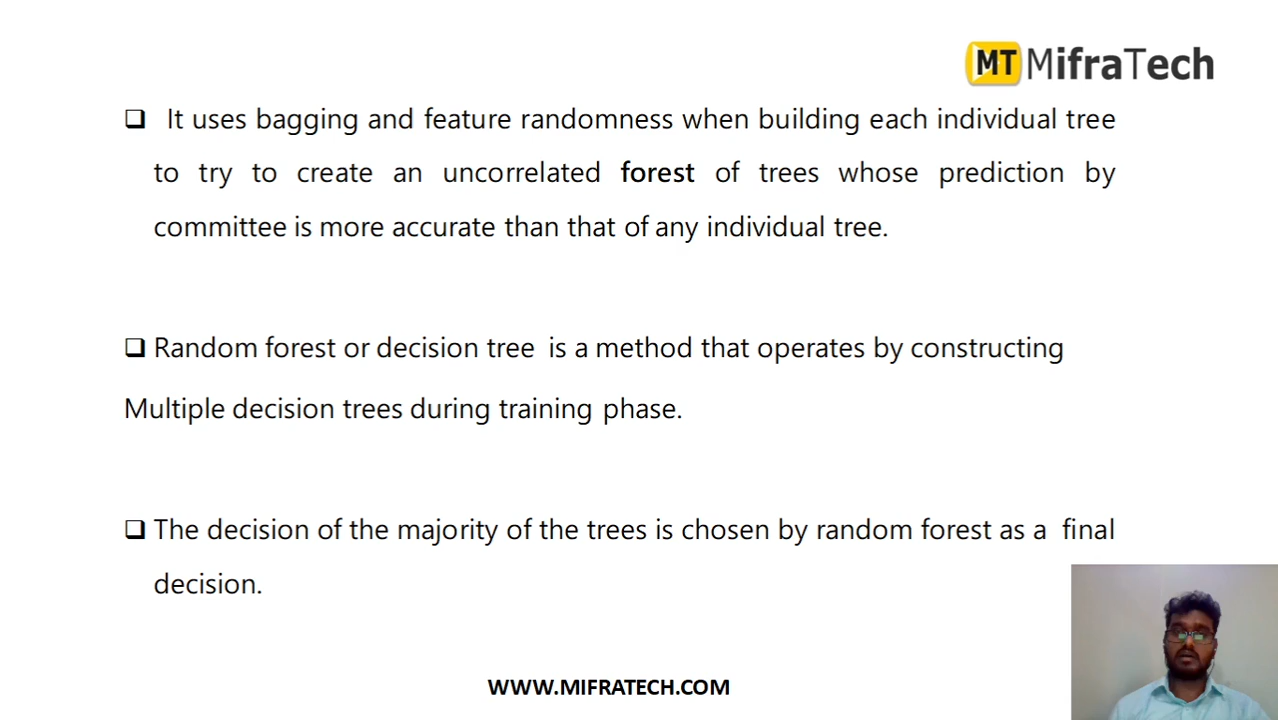 MT MifraTech
❑ It uses bagging and feature randomness when building each individual tree
to try to create an uncorrelated forest of trees whose prediction by
committee is more accurate than that of any individual tree.
❑ Random forest or decision tree is a method that operates by constructing
Multiple decision trees during training phase.
❑ The decision of the majority of the trees is chosen by random forest as a final
decision.
WWW.MIFRATECH.COM